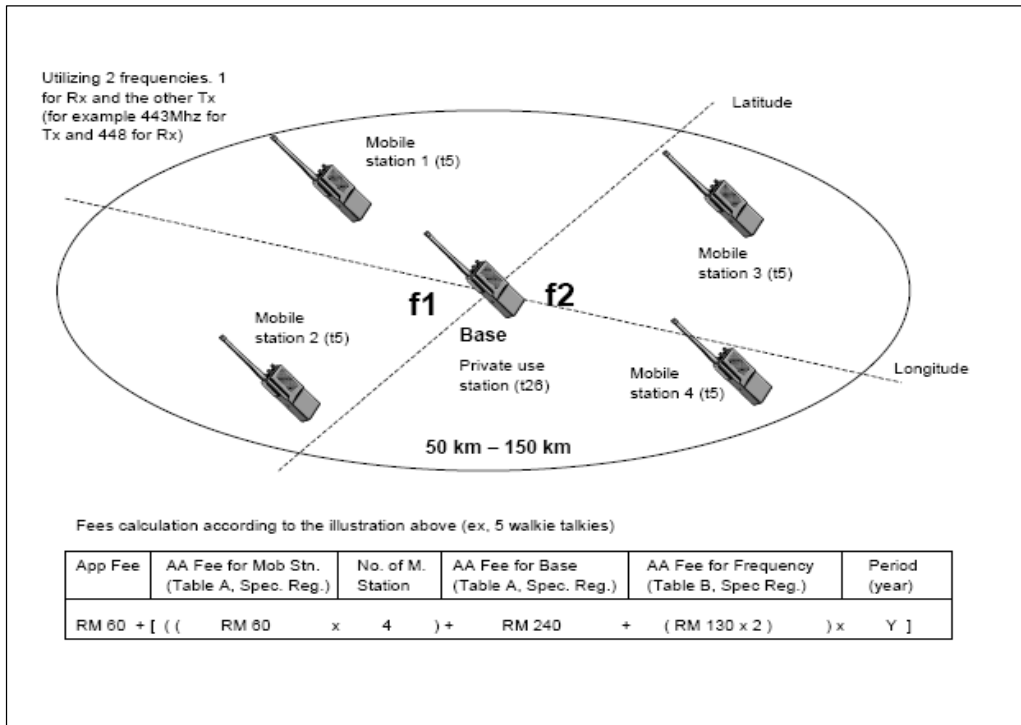 Utilizing 2 frequencies. 1
for Rx and the other Tx
(for example 443Mhz for
Tx and 448 for Rx)
Latitude
Mobile
station 1 (t5)
Mobile
station 3 (t5)
f1
f2
Mobile
station 2 (t5)
Base
Private use
station (t26)
Mobile
station 4 (t5)
Longitude
50 km – 150 km
Fees calculation according to the illustration above (ex, 5 walkie talkies)
App Fee AA Fee for Mob Stn. No. of M. AA Fee for Base AA Fee for Frequency Period
(Table A, Spec. Reg.) Station (Table A, Spec. Reg.) (Table B, Spec Reg.) (year)
RM 60 + [ ( ( RM 60 x 4 ) + RM 240 + ( RM 130 x 2 ) ) x Y ]